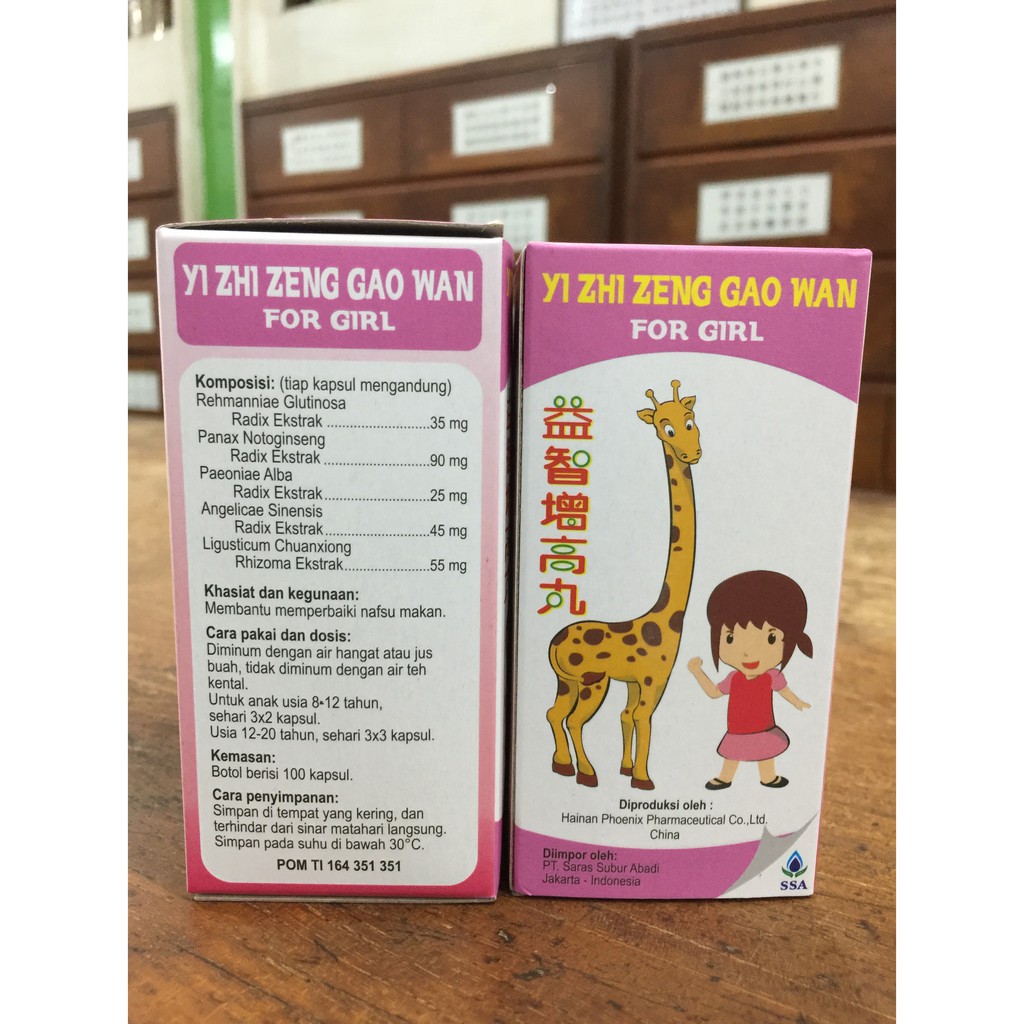 YI ZHI ZENG GAO WAN
FOR GIRL
Komposisi: (tiap kapsul mengandung)
Rehmanniae Glutinosa
Radix Ekstrak ............................35 mg
Panax Notoginseng
Radix Ekstrak ............................90 mg
Paeoniae Alba
Radix Ekstrak............................25 mg
Angelicae Sinensis
Radix Ekstrak............................45 mg
Ligusticum Chuanxiong
Rhizoma Ekstrak........................55 mg
Khasiat dan kegunaan:
Membantu memperbaiki nafsu makan.
Cara pakai dan dosis:
Diminum dengan air hangat atau jus
buah, tidak diminum dengan air teh
kental.
Untuk anak usia 8-12 tahun,
sehari 3x2 kapsul.
Usia 12-20 tahun, sehari 3x3 kapsul.
Kemasan:
Botol berisi 100 kapsul.
Cara penyimpanan:
Simpan di tempat yang kering, dan
terhindar dari sinar matahari langsung.
Simpan pada suhu di bawah 30°C.
POM TI 164 351 351
YI ZHI ZENG GAO WAN
FOR GIRL
益智增高丸
Diproduksi oleh :
Hainan Phoenix Pharmaceutical Co.,Ltd.
China
Diimpor oleh:
PT. Saras Subur Abadi
Jakarta - Indonesia
SSA